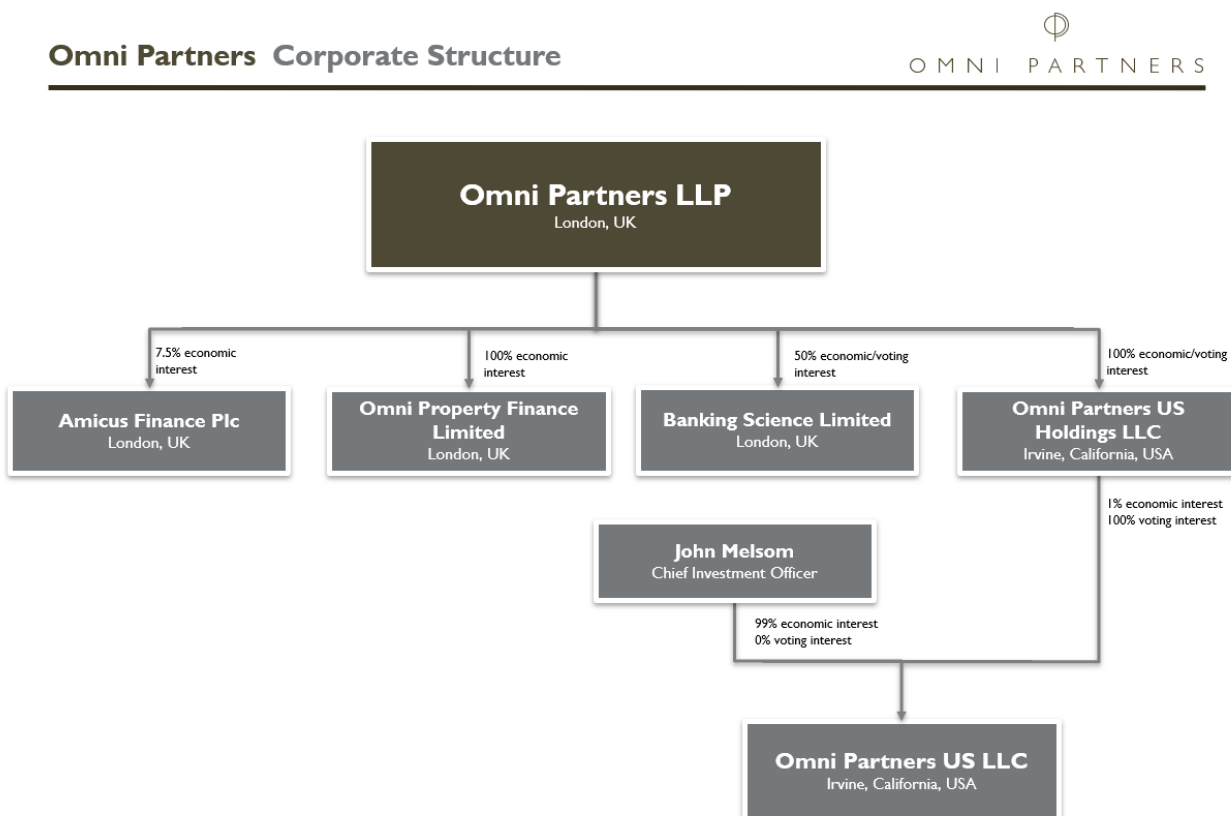 Omni Partners Corporate Structure
OMNI PARTNERS
Omni Partners LLP
London, UK
7.5% economic
interest
100% economic
interest
50% economic/voting
interest
100% economic/voting
interest
Amicus Finance Plc
London, UK
Omni Property Finance
Limited
London, UK
Banking Science Limited
London, UK
Omni Partners US
Holdings LLC
Irvine, California, USA
1% economic interest
100% voting interest
John Melsom
Chief Investment Officer
99% economic interest
0% voting interest
Omni Partners US LLC
Irvine, California, USA